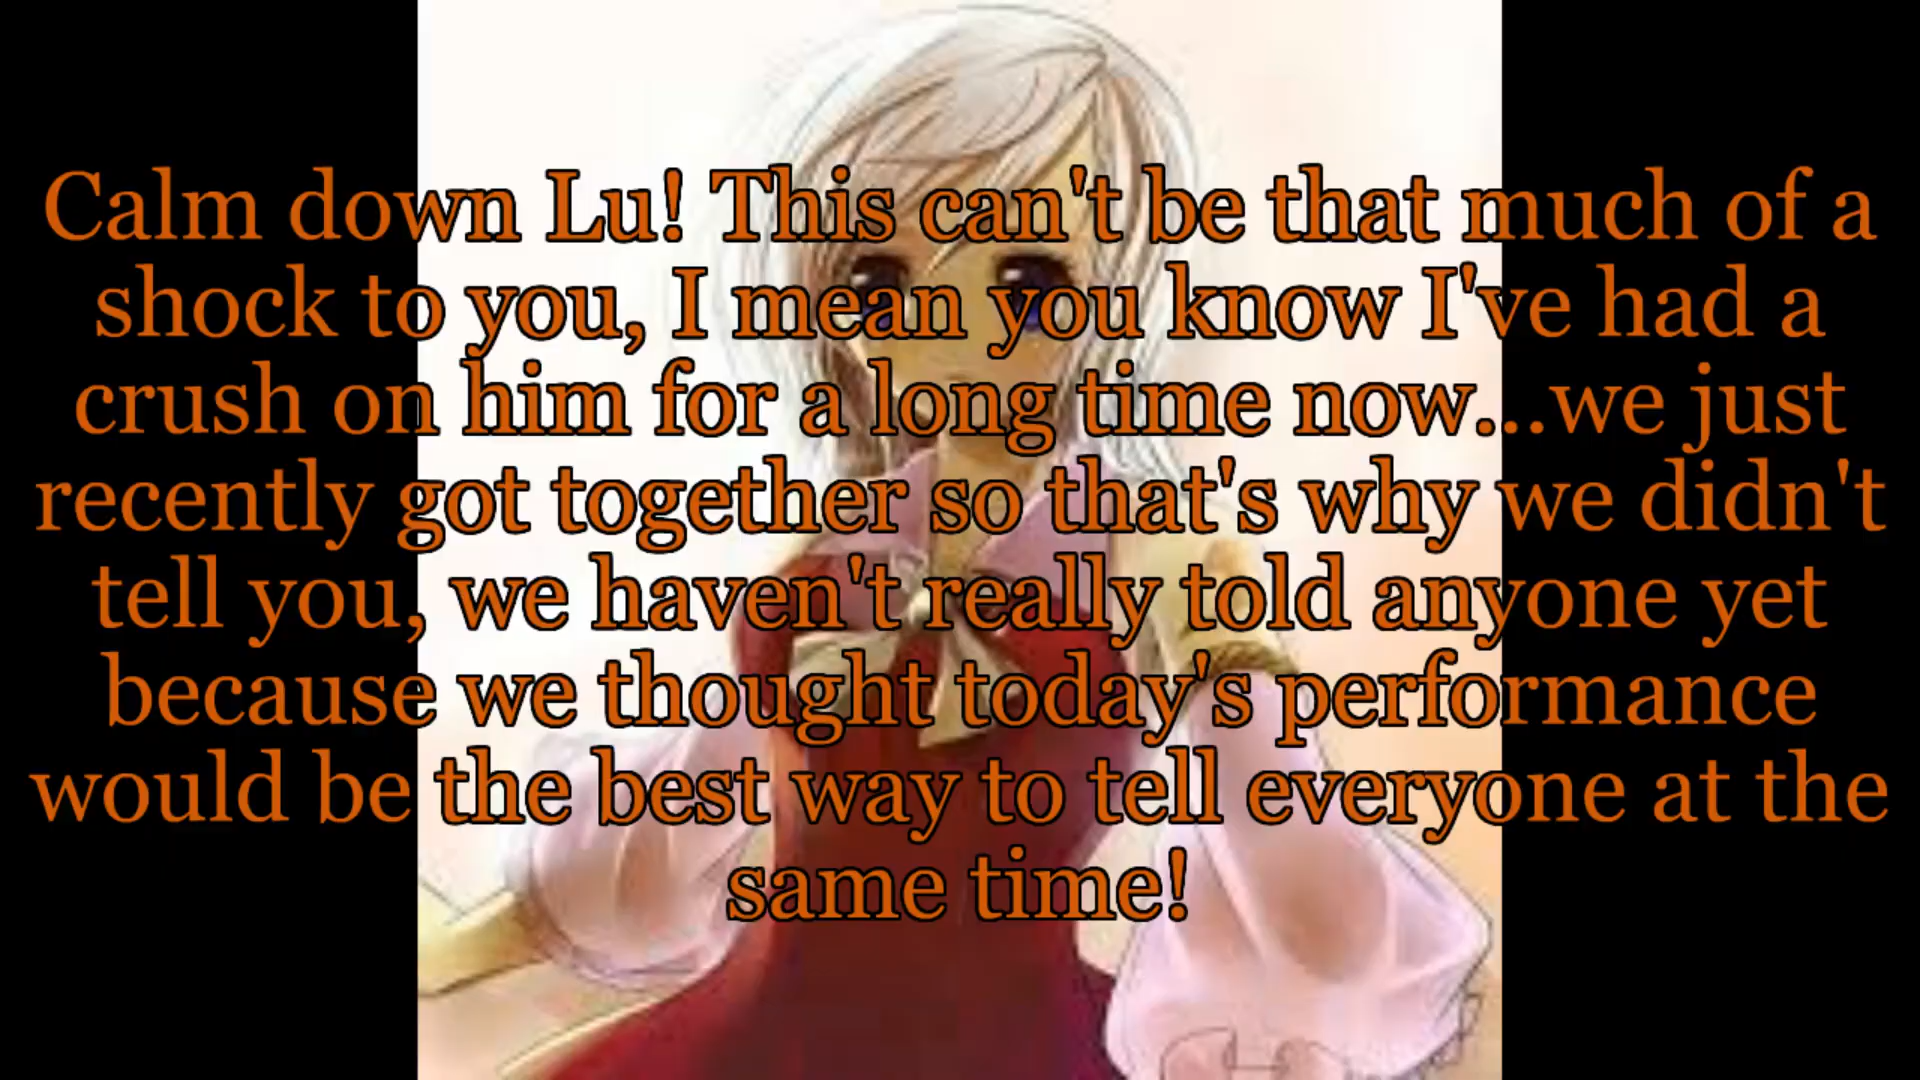 Calm down Lu! This can't be that much of a
shock to you, I mean you know I've had a
crush on him for a long time now...we just
recently got together so that's why we didn't
tell you, we haven't really told anyone yet
because we thought today's performance
would be the best way to tell everyone at the
same time!